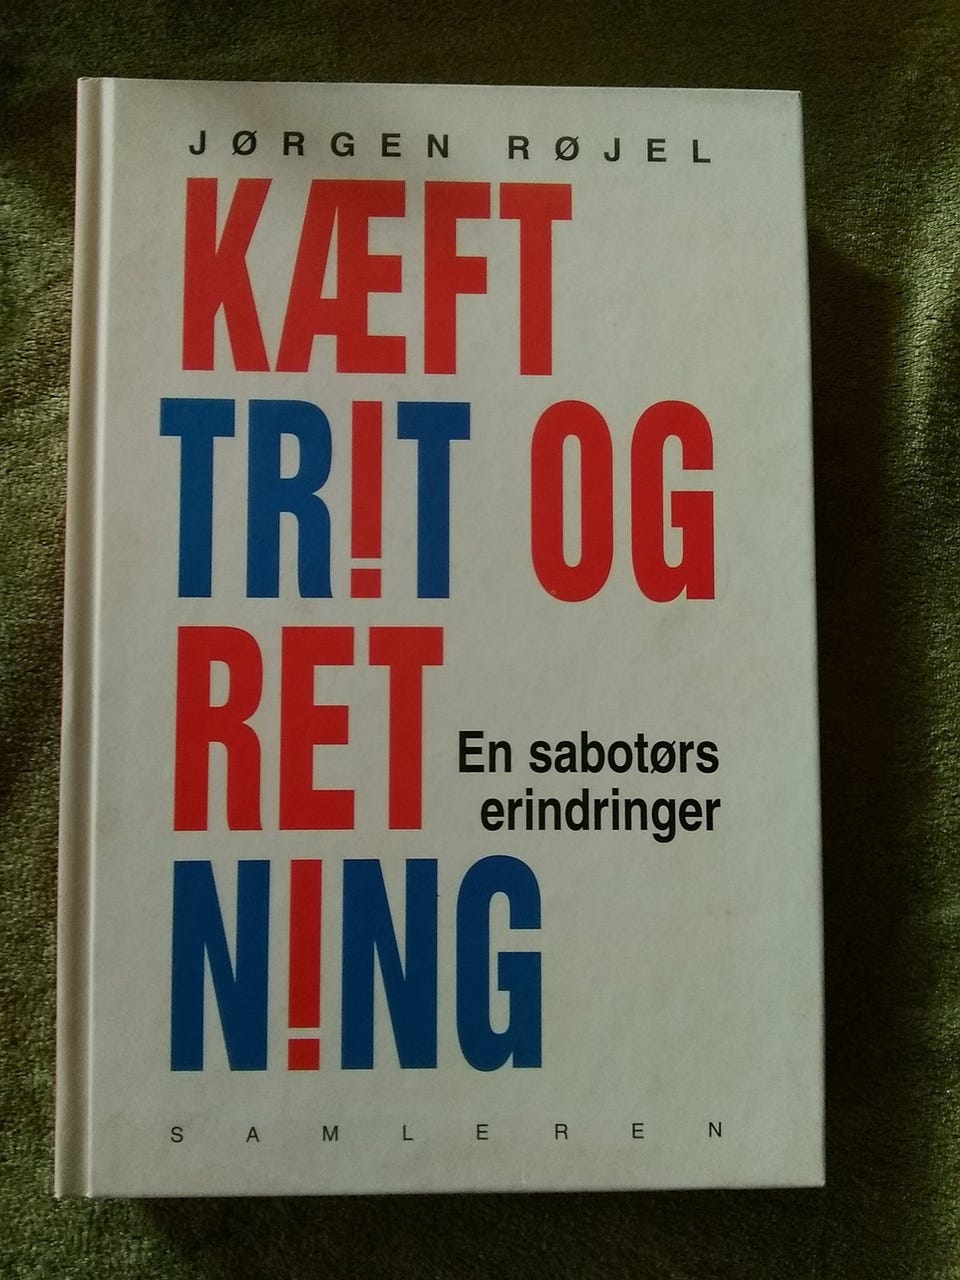 JØRGEN RØJEL
KÆFT
TR!T OG
RET
En sabotørs
erindringer
N!NG
SAMLEREN